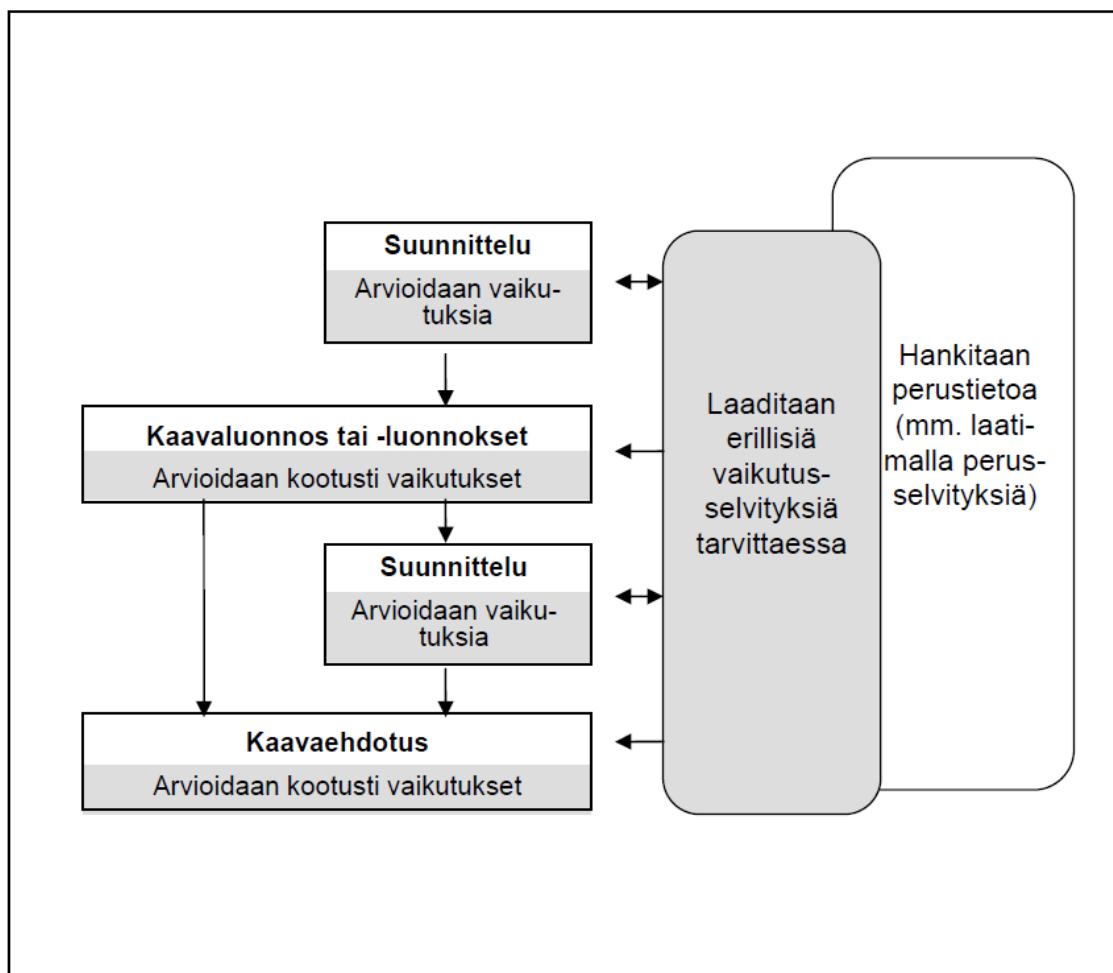 Suunnittelu
Arvioidaan vaiku-
tuksia
Kaavaluonnos tai -luonnokset
Arvioidaan kootusti vaikutukset
Suunnittelu
Arvioidaan vaiku-
tuksia
Kaavaehdotus
Arvioidaan kootusti vaikutukset
Laaditaan
erillisiä
vaikutus-
selvityksiä
tarvittaessa
Hankitaan
perustietoa
(mm. laati-
malla perus-
selvityksiä)